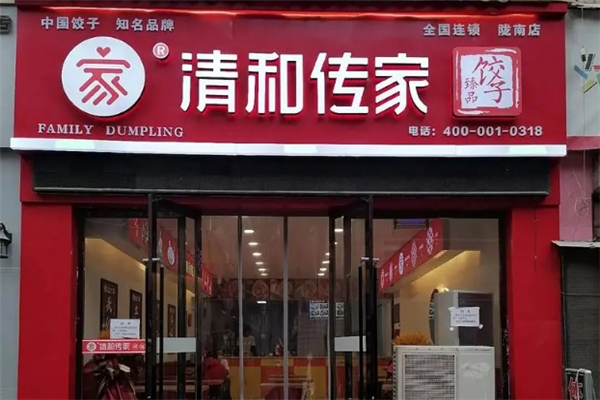 中国饺子 知名品牌
全国连锁 陇南店
家®
清和传家
饺子
臻品
FAMILY DUMPLING
电话：400-001-0318
清和传家